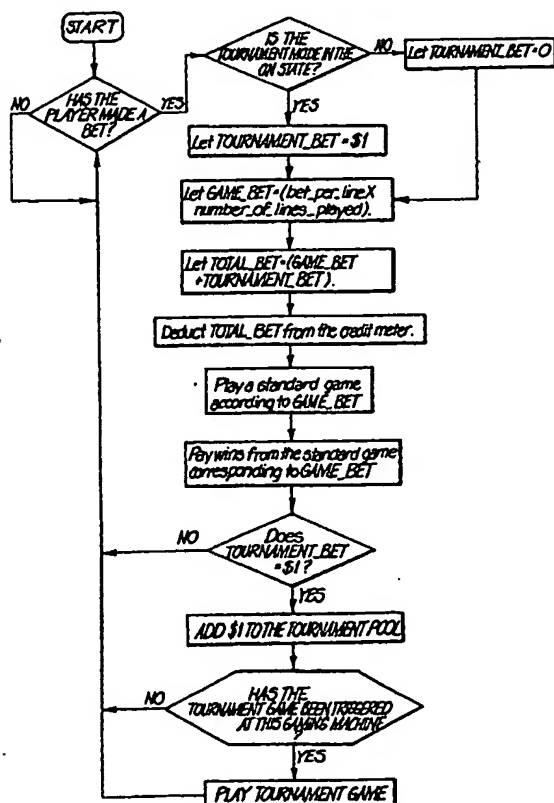 START
HAS THE
PLAYER MADE A
BET?
NO
YES
IS THE
TOURNAMENT MODE IN THE
ON STATE?
NO
Let TOURNAMENT_BET=0
YES
Let TOURNAMENT_BET = $1
Let GAME_BET=(bet_per_line X
number_of_lines_played).
Let TOTAL_BET=(GAME_BET
+TOURNAMENT_BET).
Deduct TOTAL_BET from the credit meter.
Play a standard game
according to GAME_BET
Pay wins from the standard game
corresponding to GAME_BET
Does
TOURNAMENT_BET
=$1?
NO
YES
ADD $1 TO THE TOURNAMENT POOL
HAS THE
TOURNAMENT GAME BEEN TRIGGERED
AT THIS GAMING MACHINE
?
NO
YES
PLAY TOURNAMENT GAME